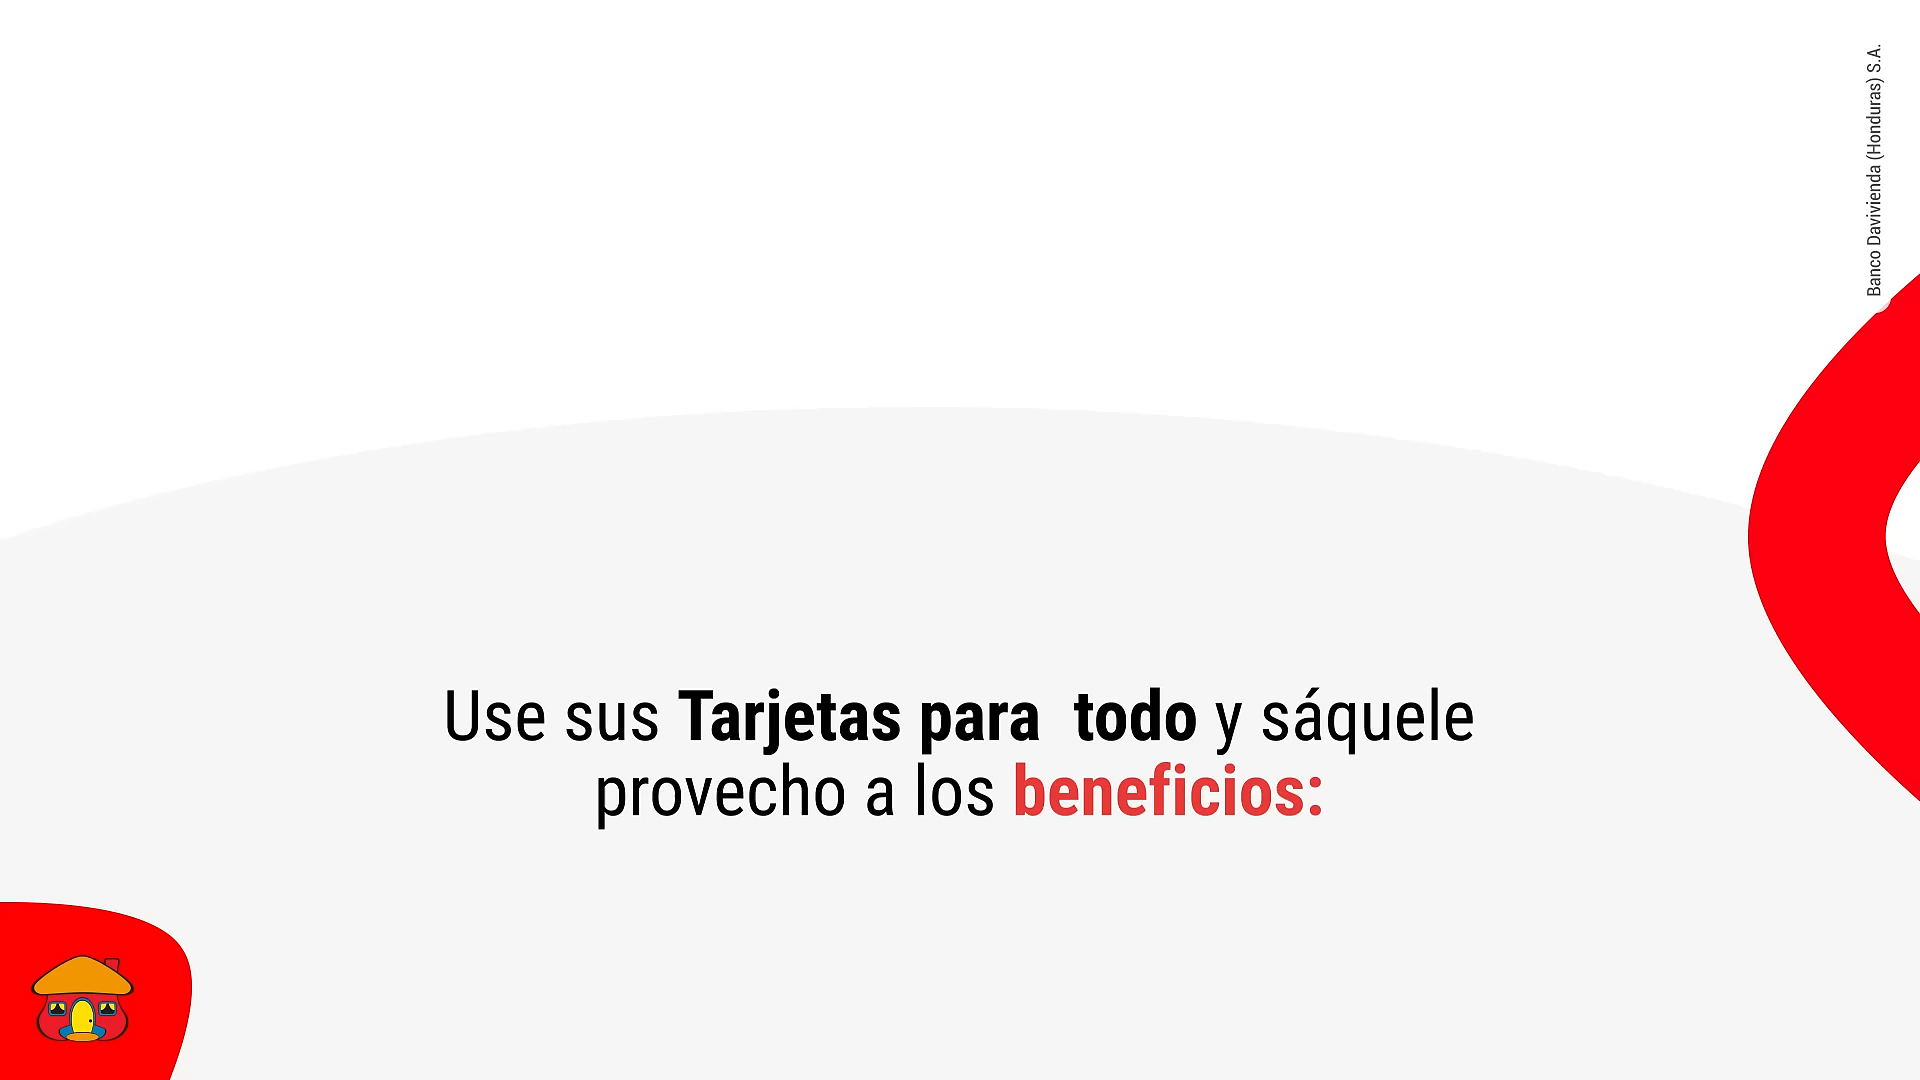 Banco Davivienda (Honduras) S.A.
Use sus Tarjetas para  todo y sáquele
provecho a los beneficios: